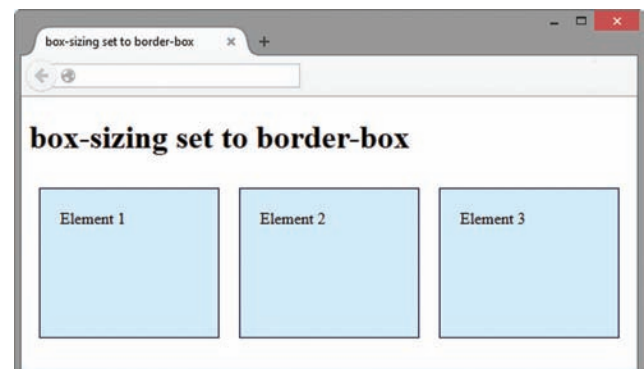 box-sizing set to border-box
box-sizing set to border-box
Element 1
Element 2
Element 3